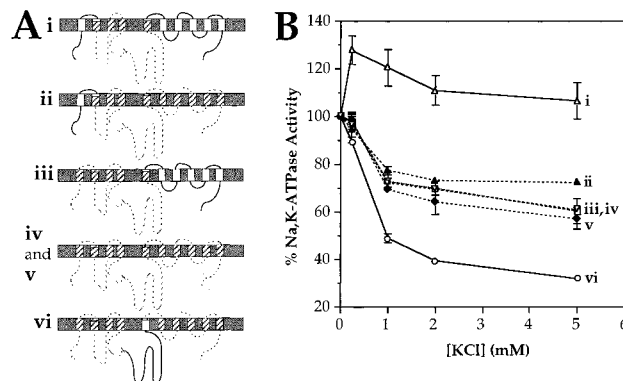 A
i
ii
iii
iv
and
v
vi
B
% Na,K-ATPase Activity
140
120
100
80
60
40
20
i
ii
iii,iv
v
vi
0
1
2
3
4
5
6
[KCl] (mM)